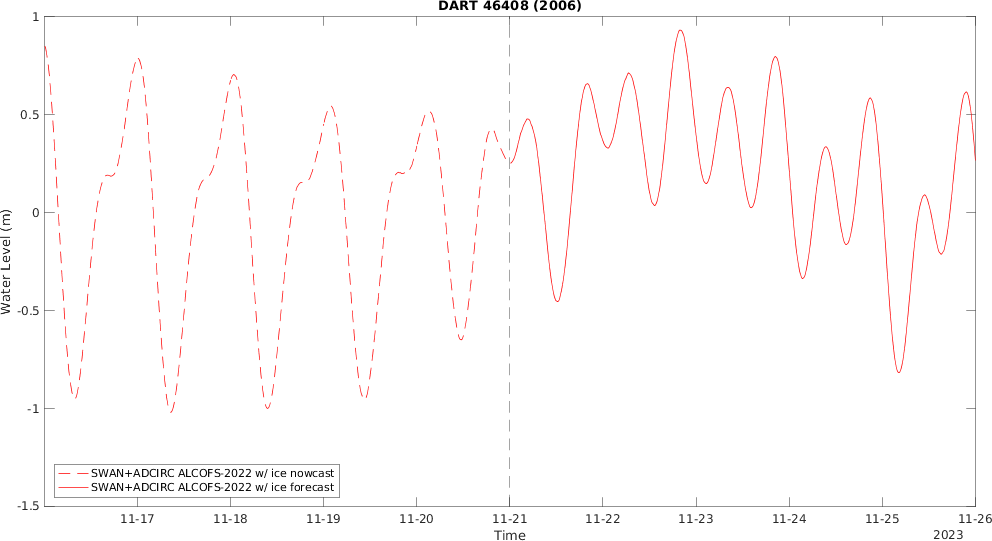 DART 46408 (2006)
1
0.5
0
-0.5
-1
-1.5
Water Level (m)
SWAN+ADCIRC ALCOFS-2022 w/ ice nowcast
SWAN+ADCIRC ALCOFS-2022 w/ ice forecast
11-17 11-18 11-19 11-20 11-21 11-22 11-23 11-24 11-25 11-26
Time
2023